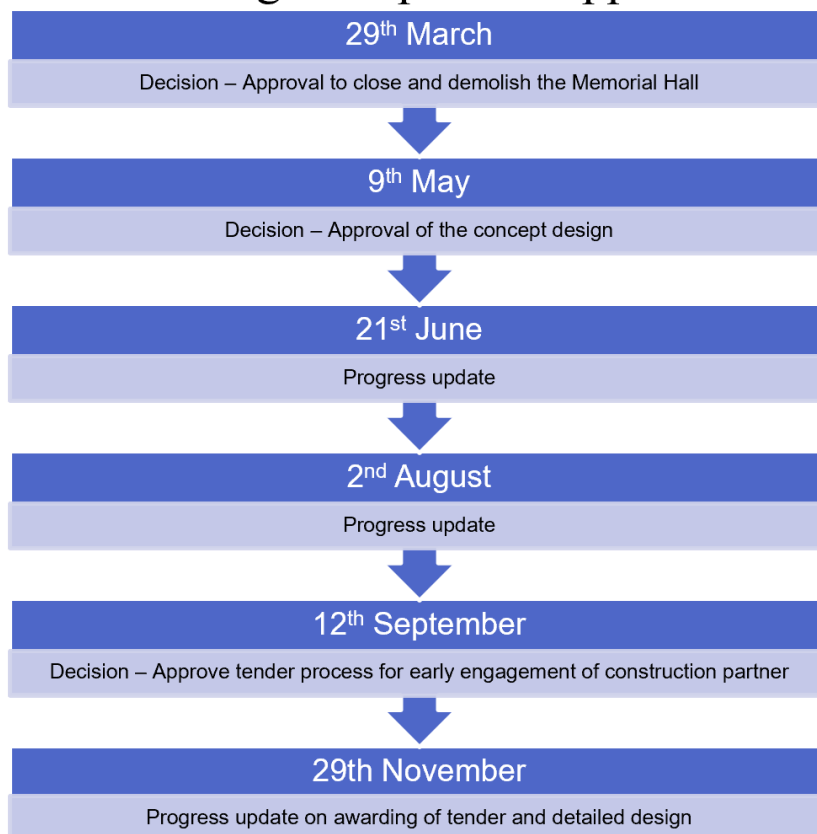 29th March
Decision – Approval to close and demolish the Memorial Hall
9th May
Decision – Approval of the concept design
21st June
Progress update
2nd August
Progress update
12th September
Decision – Approve tender process for early engagement of construction partner
29th November
Progress update on awarding of tender and detailed design